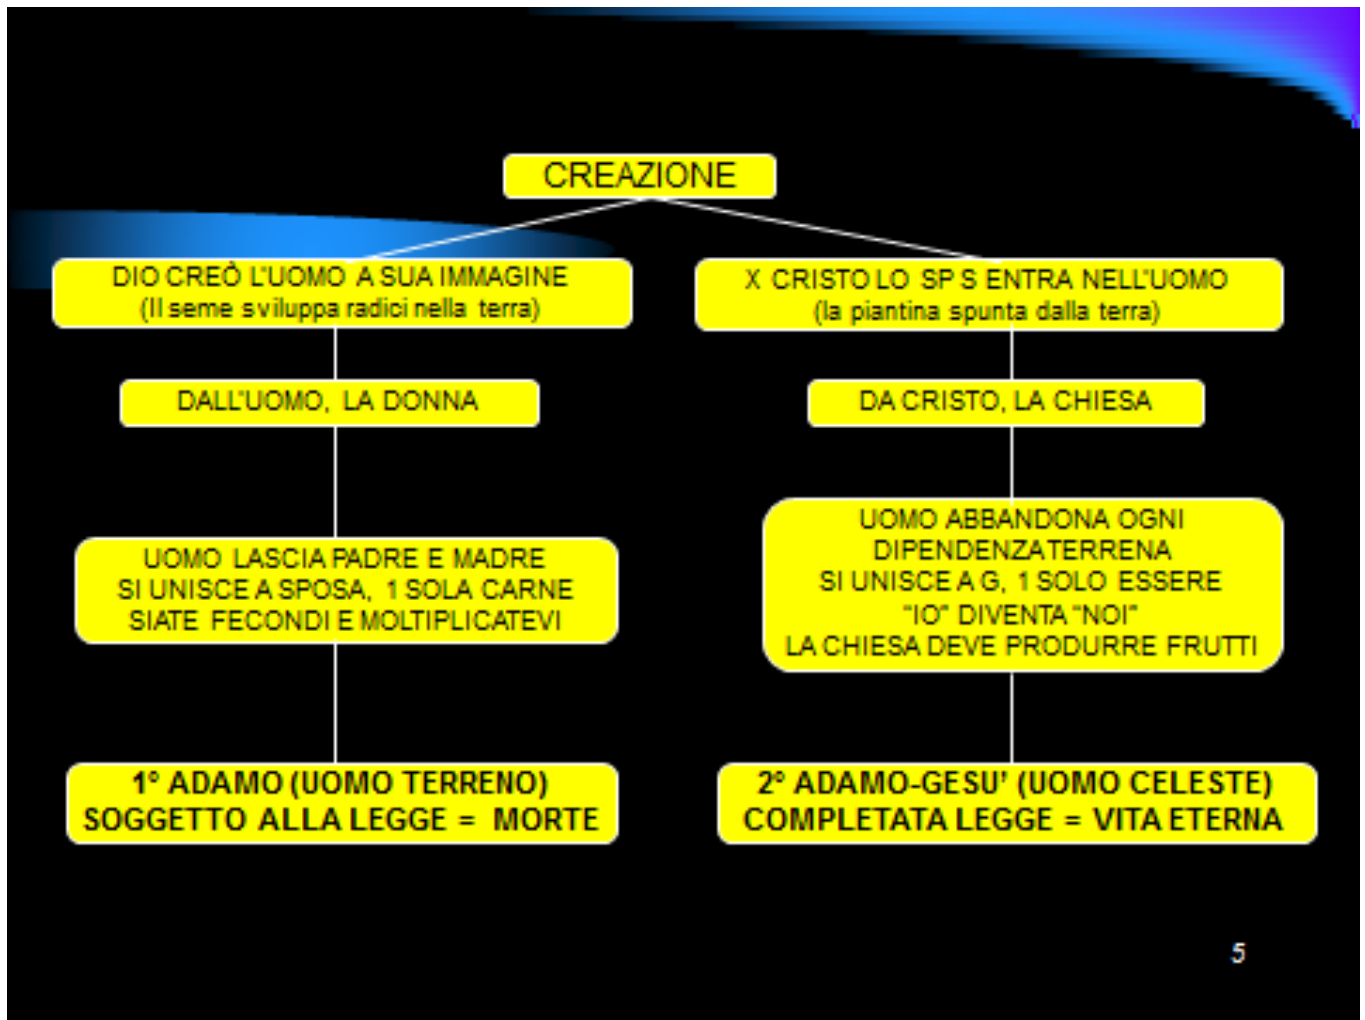 CREAZIONE
DIO CREÒ L'UOMO A SUA IMMAGINE
(Il seme sviluppa radici nella terra)
DALL'UOMO, LA DONNA
UOMO LASCIA PADRE E MADRE
SI UNISCE A SPOSA, 1 SOLA CARNE
SIATE FECONDI E MOLTIPLICATEVI
1° ADAMO (UOMO TERRENO)
SOGGETTO ALLA LEGGE = MORTE
X CRISTO LO SP S ENTRA NELL'UOMO
(la piantina spunta dalla terra)
DA CRISTO, LA CHIESA
UOMO ABBANDONA OGNI
DIPENDENZA TERRENA
SI UNISCE A G, 1 SOLO ESSERE
“IO” DIVENTA “NOI”
LA CHIESA DEVE PRODURRE FRUTTI
2° ADAMO-GESU’ (UOMO CELESTE)
COMPLETATA LEGGE = VITA ETERNA
5